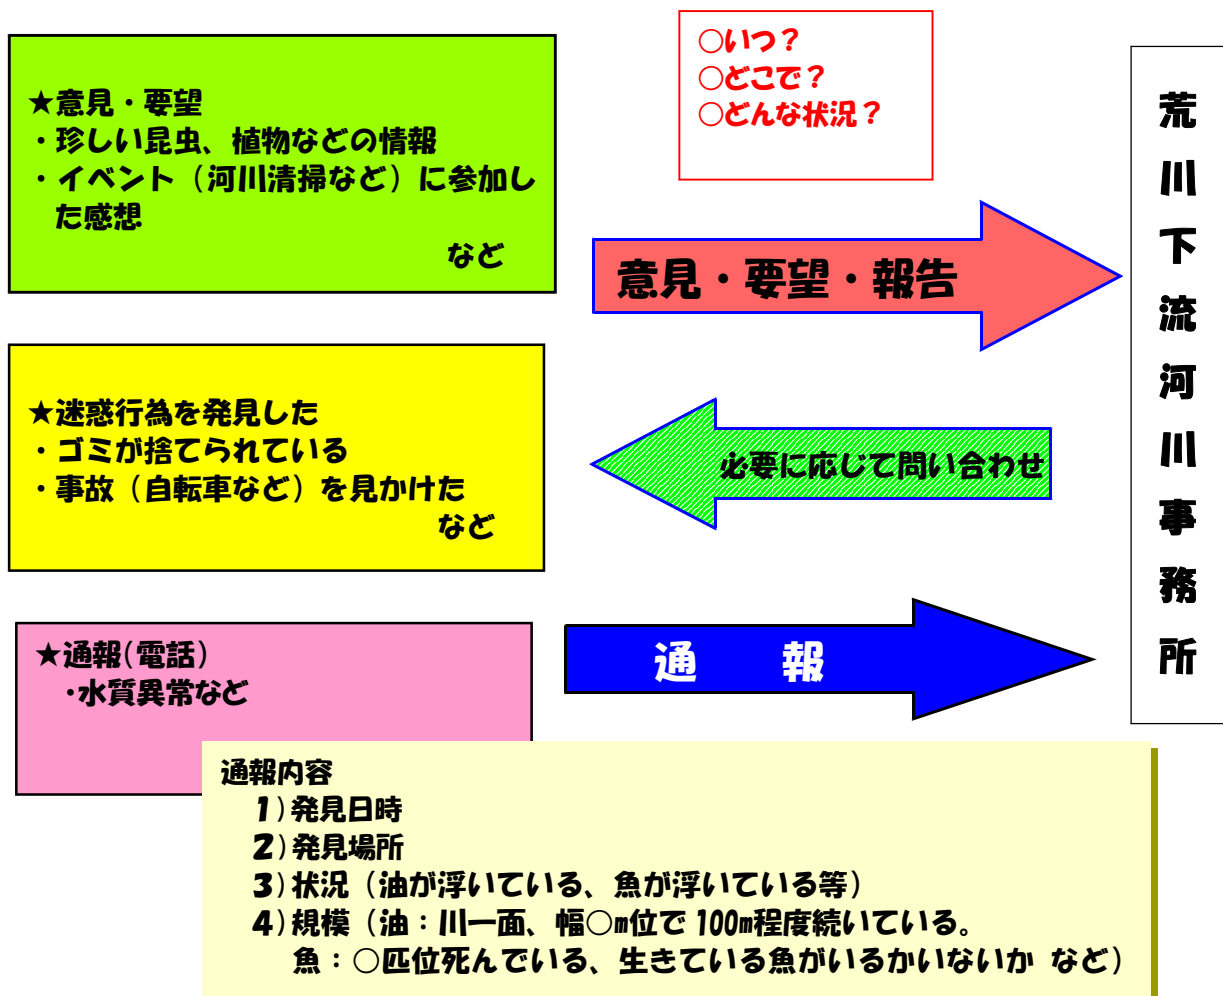 ○いつ?
○どこで?
○どんな状況?
★意見・要望
・珍しい昆虫、植物などの情報
・イベント（河川清掃など）に参加し
た感想
など
意見・要望・報告
荒川下流河川事務所
★迷惑行為を発見した
・ゴミが捨てられている
・事故（自転車など）を見かけた
など
必要に応じて問い合わせ
★通報(電話)
・水質異常など
通　報
通報内容
1)発見日時
2)発見場所
3)状況（油が浮いている、魚が浮いている等）
4)規模（油：川一面、幅○m位で100m程度続いている。
魚：○匹位死んでいる、生きている魚がいるかいないか など）